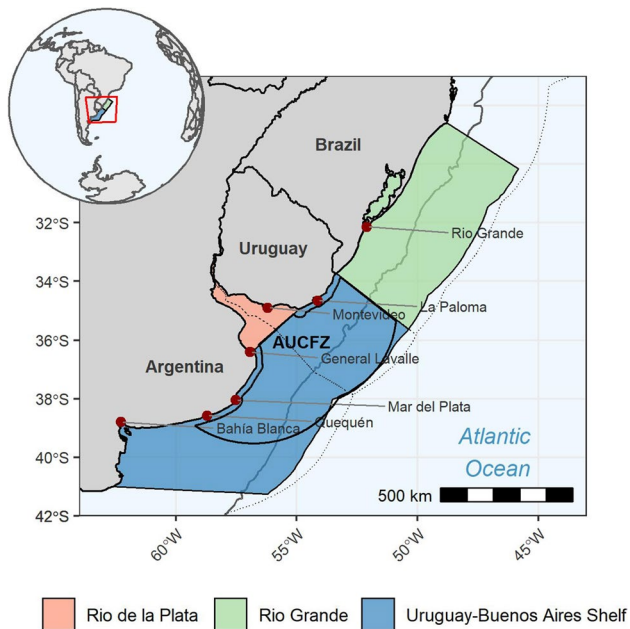 Brazil
32°S
Rio Grande
Uruguay
34°S
La Paloma
Montevideo
36°S
AUCFZ
General Lavalle
Argentina
38°S
Mar del Plata
Quequén
Bahía Blanca
Atlantic
Ocean
40°S
500 km
42°S
60°W
55°W
50°W
45°W
Rio de la Plata
Rio Grande
Uruguay-Buenos Aires Shelf